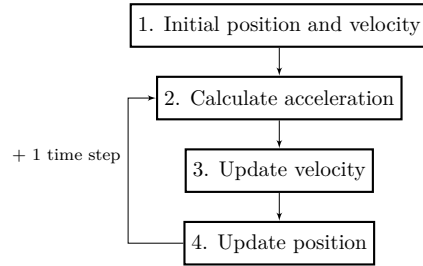 1. Initial position and velocity
2. Calculate acceleration
+ 1 time step
3. Update velocity
4. Update position